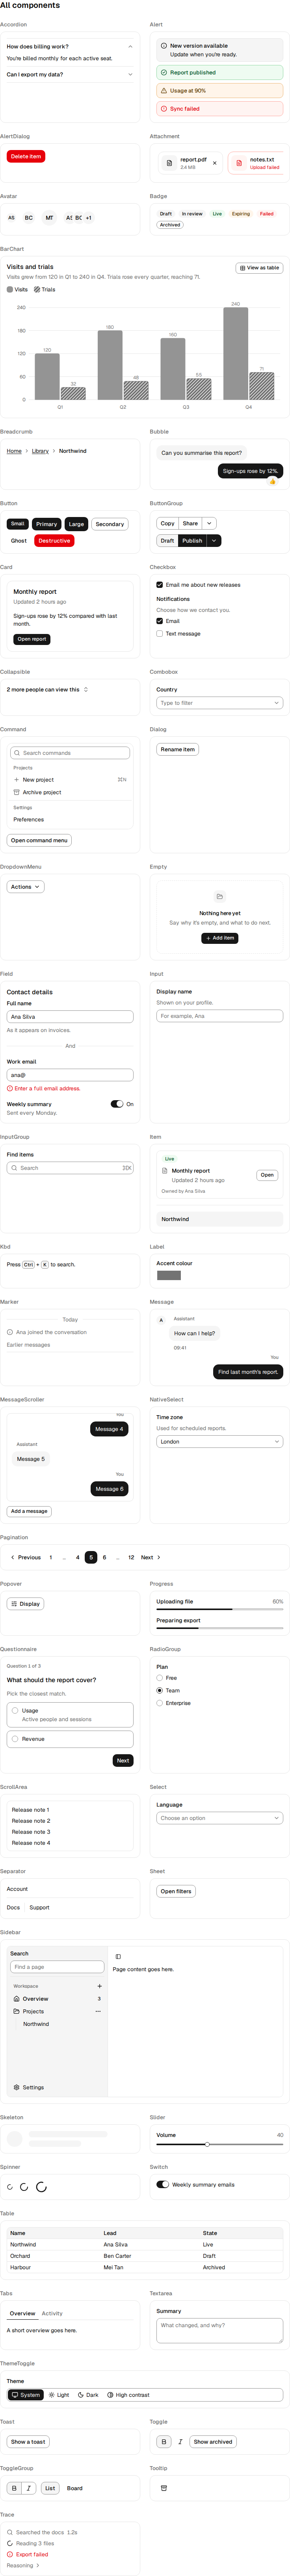 All components
Accordion
How does billing work?
You're billed monthly for each active seat.
Can I export my data?
Alert
New version available
Update when you're ready.
Report published
Usage at 90%
Sync failed
AlertDialog
Delete item
Attachment
report.pdf
2.4 MB
notes.txt
Upload failed
Avatar
AS
BC
MT
+1
Badge
Draft
In review
Live
Expiring
Failed
Archived
BarChart
Visits and trials
Visits grew from 120 in Q1 to 240 in Q4. Trials rose every quarter, reaching 71.
View as table
Visits
Trials
240
180
120
60
0
120
32
180
48
160
55
240
71
Q1
Q2
Q3
Q4
Breadcrumb
Home
Library
Northwind
Bubble
Can you summarise this report?
Sign-ups rose by 12%.
Button
Small
Primary
Large
Secondary
Ghost
Destructive
ButtonGroup
Copy
Share
Draft
Publish
Card
Monthly report
Updated 2 hours ago
Sign-ups rose by 12% compared with last
month.
Open report
Checkbox
Email me about new releases
Notifications
Choose how we contact you.
Email
Text message
Collapsible
2 more people can view this
Combobox
Country
Type to filter
Command
Search commands
Projects
New project
⌘N
Archive project
Settings
Preferences
Open command menu
Dialog
Rename item
DropdownMenu
Actions
Empty
Nothing here yet
Say why it's empty, and what to do next.
Add item
Field
Contact details
Full name
Ana Silva
As it appears on invoices.
And
Work email
ana@
Enter a full email address.
Weekly summary
On
Sent every Monday.
Input
Display name
Shown on your profile.
For example, Ana
InputGroup
Find items
Search
⌘K
Item
Live
Monthly report
Updated 2 hours ago
Open
Owned by Ana Silva
Northwind
Kbd
Press Ctrl + K to search.
Label
Accent colour
Marker
Today
Ana joined the conversation
Earlier messages
Message
Assistant
A
How can I help?
09:41
You
Find last month's report.
MessageScroller
You
Message 4
Assistant
Message 5
You
Message 6
Add a message
NativeSelect
Time zone
Used for scheduled reports.
London
Pagination
Previous
1
…
4
5
6
…
12
Next
Popover
Display
Progress
Uploading file
60%
Preparing export
Questionnaire
Question 1 of 3
What should the report cover?
Pick the closest match.
Usage
Active people and sessions
Revenue
Next
RadioGroup
Plan
Free
Team
Enterprise
ScrollArea
Release note 1
Release note 2
Release note 3
Release note 4
Select
Language
Choose an option
Separator
Account
Docs
Support
Sheet
Open filters
Sidebar
Search
Find a page
Workspace
Overview
3
Projects
Northwind
Settings
Page content goes here.
Skeleton
Slider
Volume
40
Spinner
Switch
Weekly summary emails
Table
Name
Lead
State
Northwind
Ana Silva
Live
Orchard
Ben Carter
Draft
Harbour
Mei Tan
Archived
Tabs
Overview
Activity
A short overview goes here.
Textarea
Summary
What changed, and why?
ThemeToggle
Theme
System
Light
Dark
High contrast
Toast
Show a toast
Toggle
B
I
Show archived
ToggleGroup
B
I
List
Board
Tooltip
Trace
Searched the docs 1.2s
Reading 3 files
Export failed
Reasoning